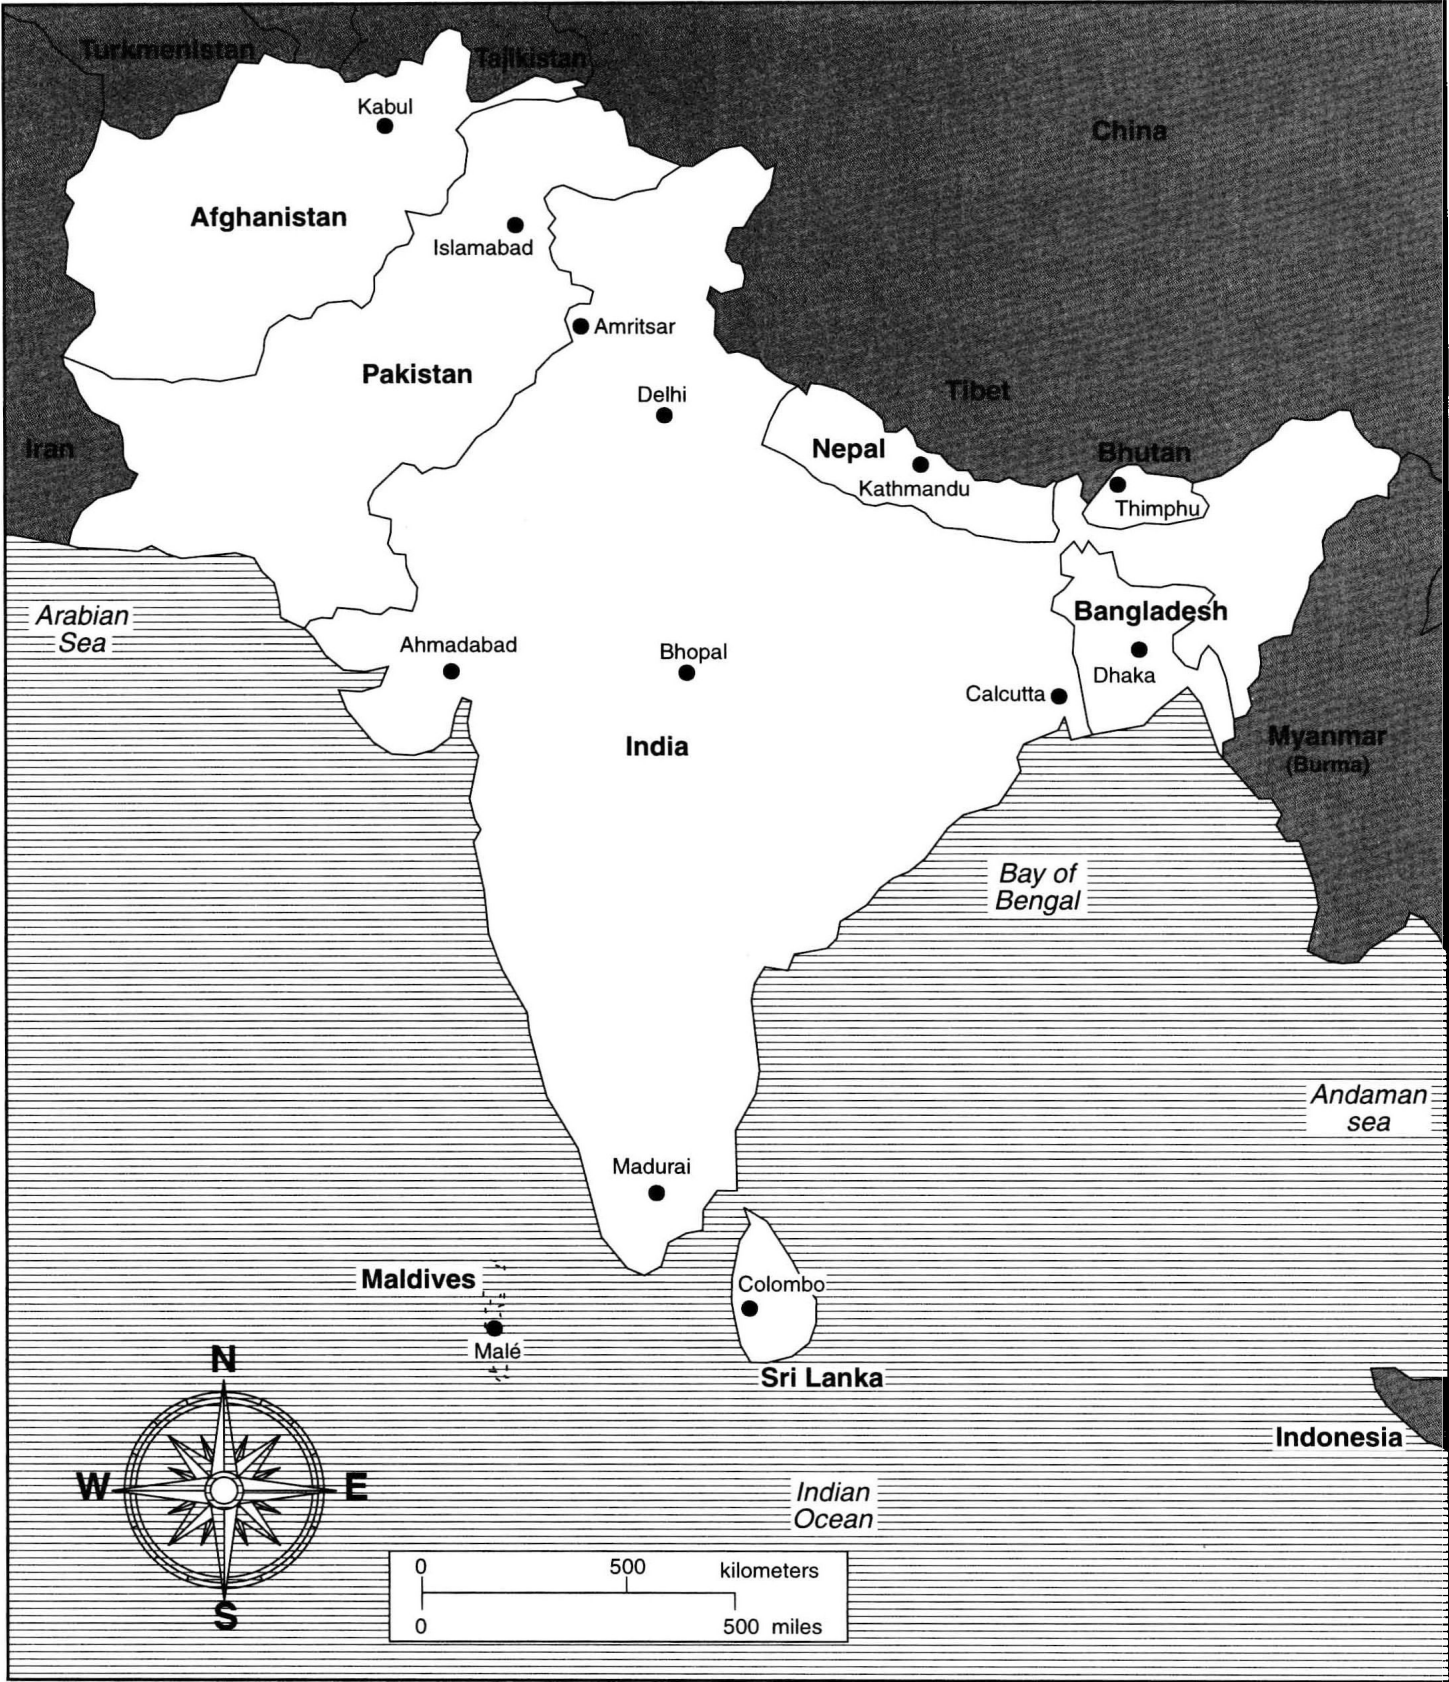 Turkmenistan
Tajikistan
Kabul
China
Afghanistan
Islamabad
Amritsar
Pakistan
Delhi
Tibet
Iran
Nepal
Bhutan
Kathmandu
Thimphu
Arabian
Sea
Bangladesh
Ahmadabad
Bhopal
Dhaka
Calcutta
India
Myanmar
(Burma)
Bay of
Bengal
Andaman
sea
Madurai
Maldives
Colombo
Malé
N
Sri Lanka
Indonesia
W
E
Indian
Ocean
0 500 kilometers
S
0 500 miles